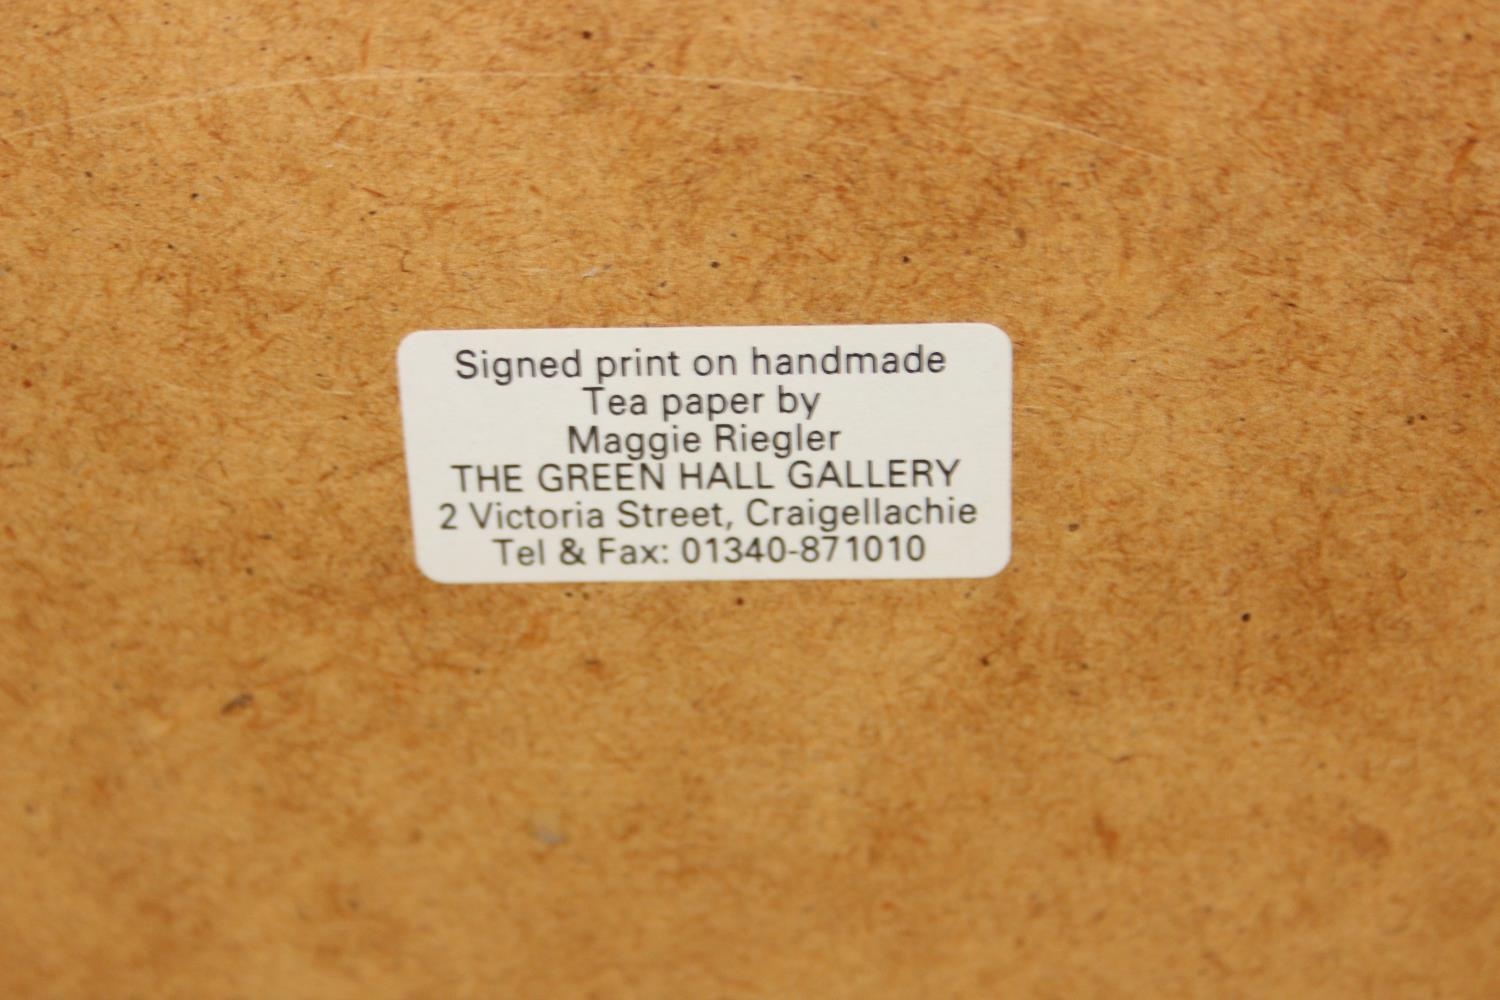 Signed print on handmade
Tea paper by
Maggie Riegler
THE GREEN HALL GALLERY
2 Victoria Street, Craigellachie
Tel & Fax: 01340-871010